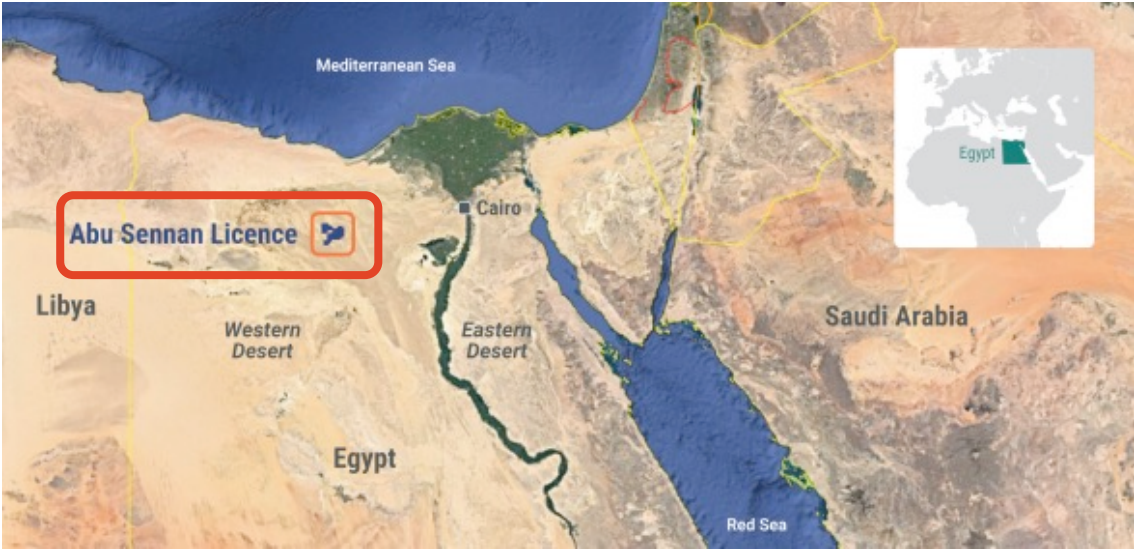 Mediterranean Sea
Egypt
Cairo
Abu Sennan Licence
Libya
Western
Desert
Eastern
Desert
Saudi Arabia
Egypt
Red Sea